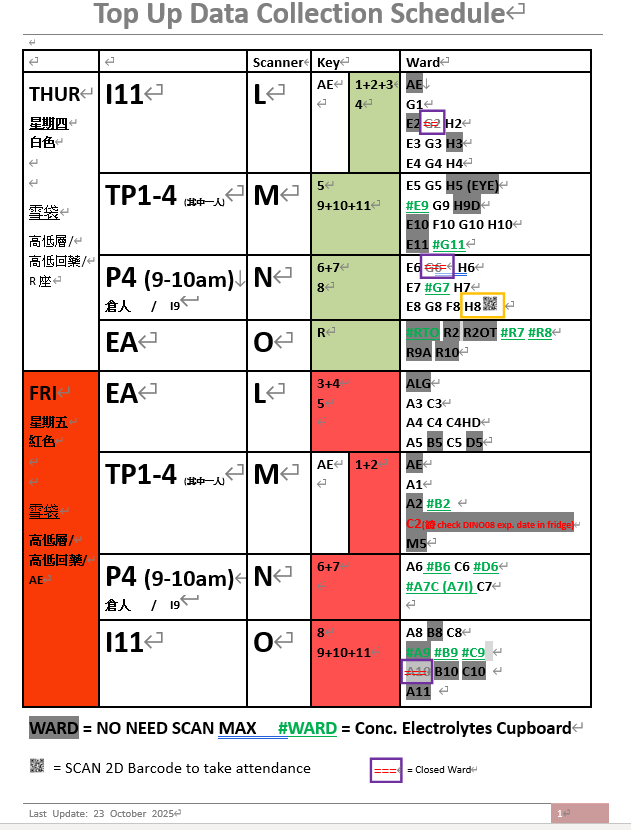 Top Up Data Collection Schedule
Scanner Key Ward
THUR
星期四
白色
雪袋
高低層/
高低回藥/
R 座
I11 L AE 1+2+3
4
AE
G1
E2 G2 H2
E3 G3 H3
E4 G4 H4
TP1-4 (其中一人) M 5
9+10+11
E5 G5 H5 (EYE)
#E9 G9 H9D
E10 F10 G10 H10
E11 #G11
P4 (9-10am) N 6+7
倉人 / I9 8
E6 G6 H6
E7 #G7 H7
E8 G8 F8 H8
EA O R
#RTO R2 R2OT #R7 #R8
R9A R10
FRI
星期五
紅色
雪袋
高低層/
高低回藥/
AE
EA L 3+4
5
ALG
A3 C3
A4 C4 C4HD
A5 B5 C5 D5
TP1-4 (其中一人) M AE 1+2
AE
A1
A2 #B2
C2( check DINO08 exp. date in fridge)
M5
P4 (9-10am) N 6+7
倉人 / I9
A6 #B6 C6 #D6
#A7C (A7I) C7
I11 O 8
9+10+11
A8 B8 C8
#A9 #B9 #C9
A10 B10 C10
A11
WARD = NO NEED SCAN MAX #WARD = Conc. Electrolytes Cupboard
= SCAN 2D Barcode to take attendance === = Closed Ward
Last Update: 23 October 2025 1